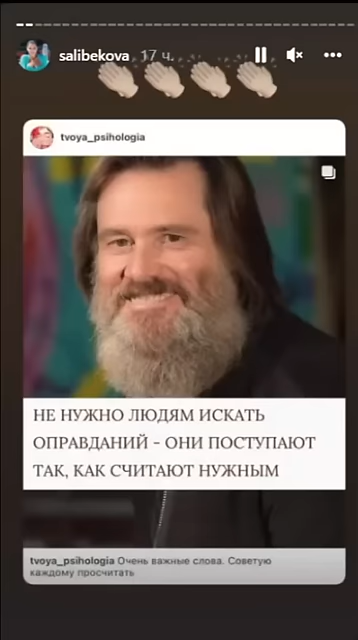 salibekova 17 ч.
tvoya_psihologia
НЕ НУЖНО ЛЮДЯМ ИСКАТЬ
ОПРАВДАНИЙ - ОНИ ПОСТУПАЮТ
ТАК, КАК СЧИТАЮТ НУЖНЫМ
tvoya_psihologia Очень важные слова. Советую
каждому просчитать